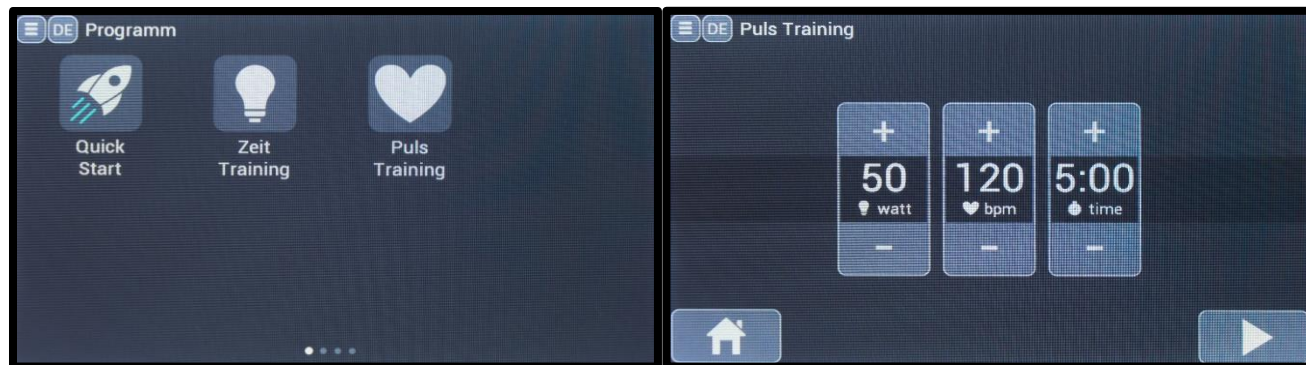 DE Programm
Quick
Start
Zeit
Training
Puls
Training
DE Puls Training
50
watt
120
bpm
5:00
time